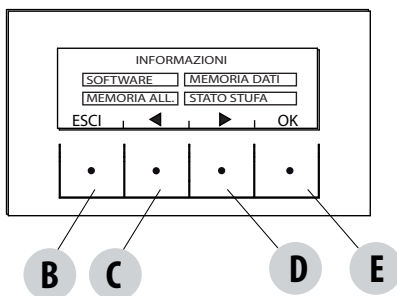 INFORMAZIONI
SOFTWARE MEMORIA DATI
MEMORIA ALL. STATO STUFA
ESCI ◀ ▶ OK
B C D E